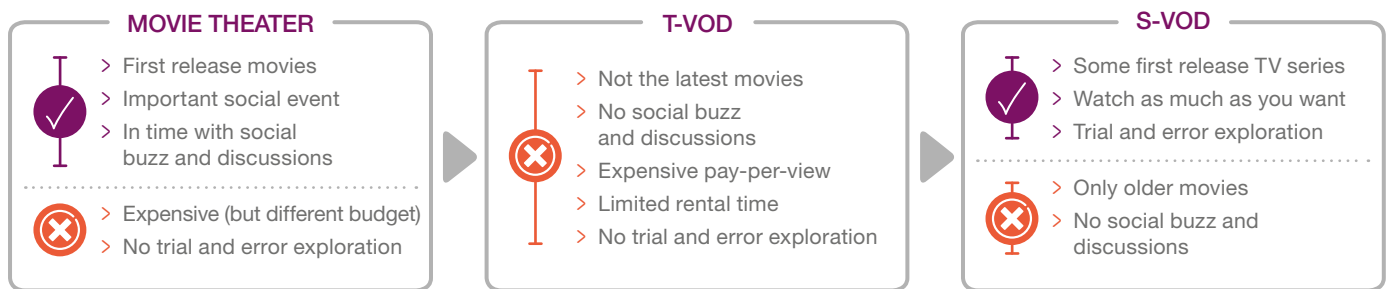 MOVIE THEATER
> First release movies
> Important social event
> In time with social
buzz and discussions
> Expensive (but different budget)
> No trial and error exploration
T-VOD
> Not the latest movies
> No social buzz
and discussions
> Expensive pay-per-view
> Limited rental time
> No trial and error exploration
S-VOD
> Some first release TV series
> Watch as much as you want
> Trial and error exploration
> Only older movies
> No social buzz and
discussions